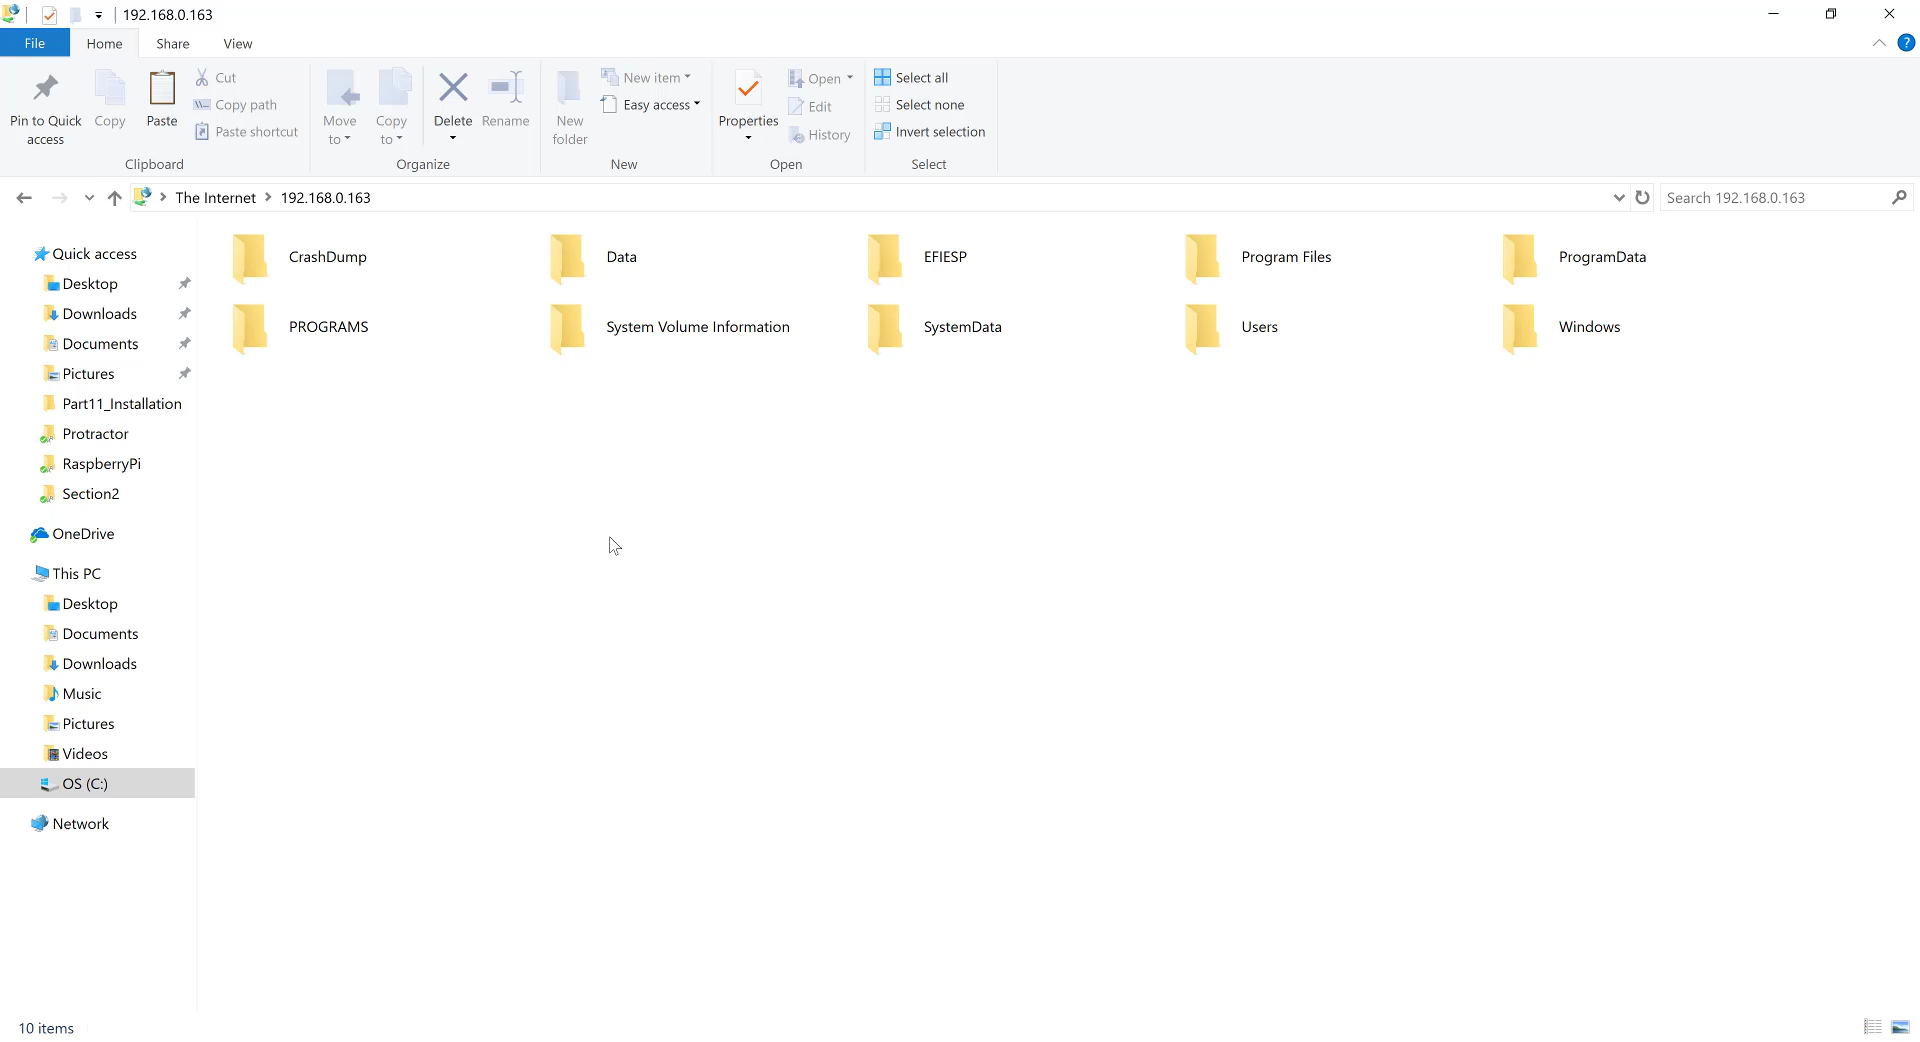 192.168.0.163
File Home Share View
Pin to Quick access
Copy
Paste
Cut
Copy path
Paste shortcut
Clipboard
Move to
Copy to
Delete
Rename
Organize
New folder
New item
Easy access
New
Properties
Open
Edit
History
Open
Select all
Select none
Invert selection
Select
The Internet 192.168.0.163
Search 192.168.0.163
Quick access
Desktop
Downloads
Documents
Pictures
Part11_Installation
Protractor
RaspberryPi
Section2
OneDrive
This PC
Desktop
Documents
Downloads
Music
Pictures
Videos
OS (C:)
Network
CrashDump Data EFIESP Program Files ProgramData
PROGRAMS System Volume Information SystemData Users Windows
10 items